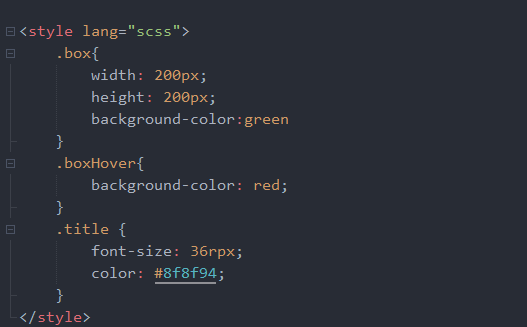 <style lang="scss">
.box{
width: 200px;
height: 200px;
background-color:green
}
.boxHover{
background-color: red;
}
.title {
font-size: 36rpx;
color: #8f8f94;
}
</style>